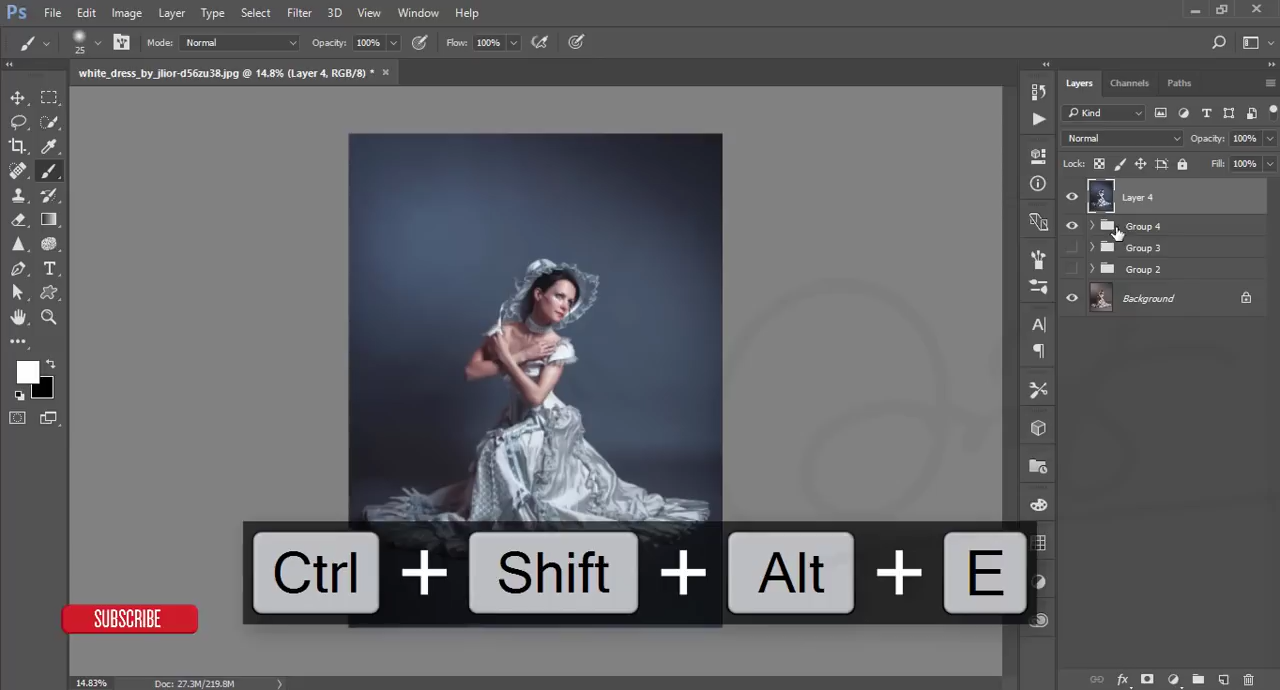 Ps File Edit Image Layer Type Select Filter 3D View Window Help
25 Mode: Normal Opacity: 100% Flow: 100%
white_dress_by_jlior-d56zu38.jpg @ 14.8% (Layer 4, RGB/8) * ×
Layers Channels Paths
Kind
Normal Opacity: 100%
Lock: Fill: 100%
Layer 4
Group 4
Group 3
Group 2
Background
Ctrl + Shift + Alt + E
SUBSCRIBE
14.83% Doc: 27.3M/219.8M
fx